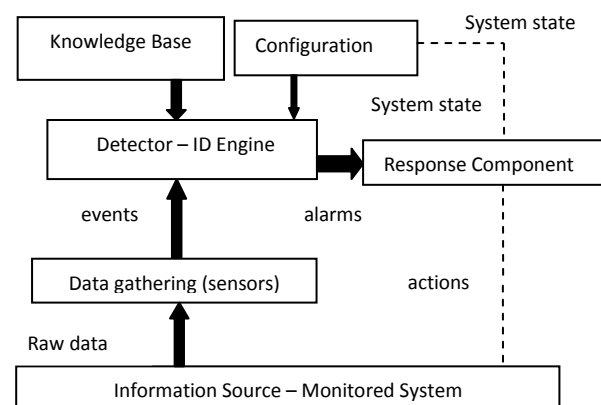 System state
Knowledge Base
Configuration
System state
Detector – ID Engine
Response Component
events
alarms
Data gathering (sensors)
actions
Raw data
Information Source – Monitored System